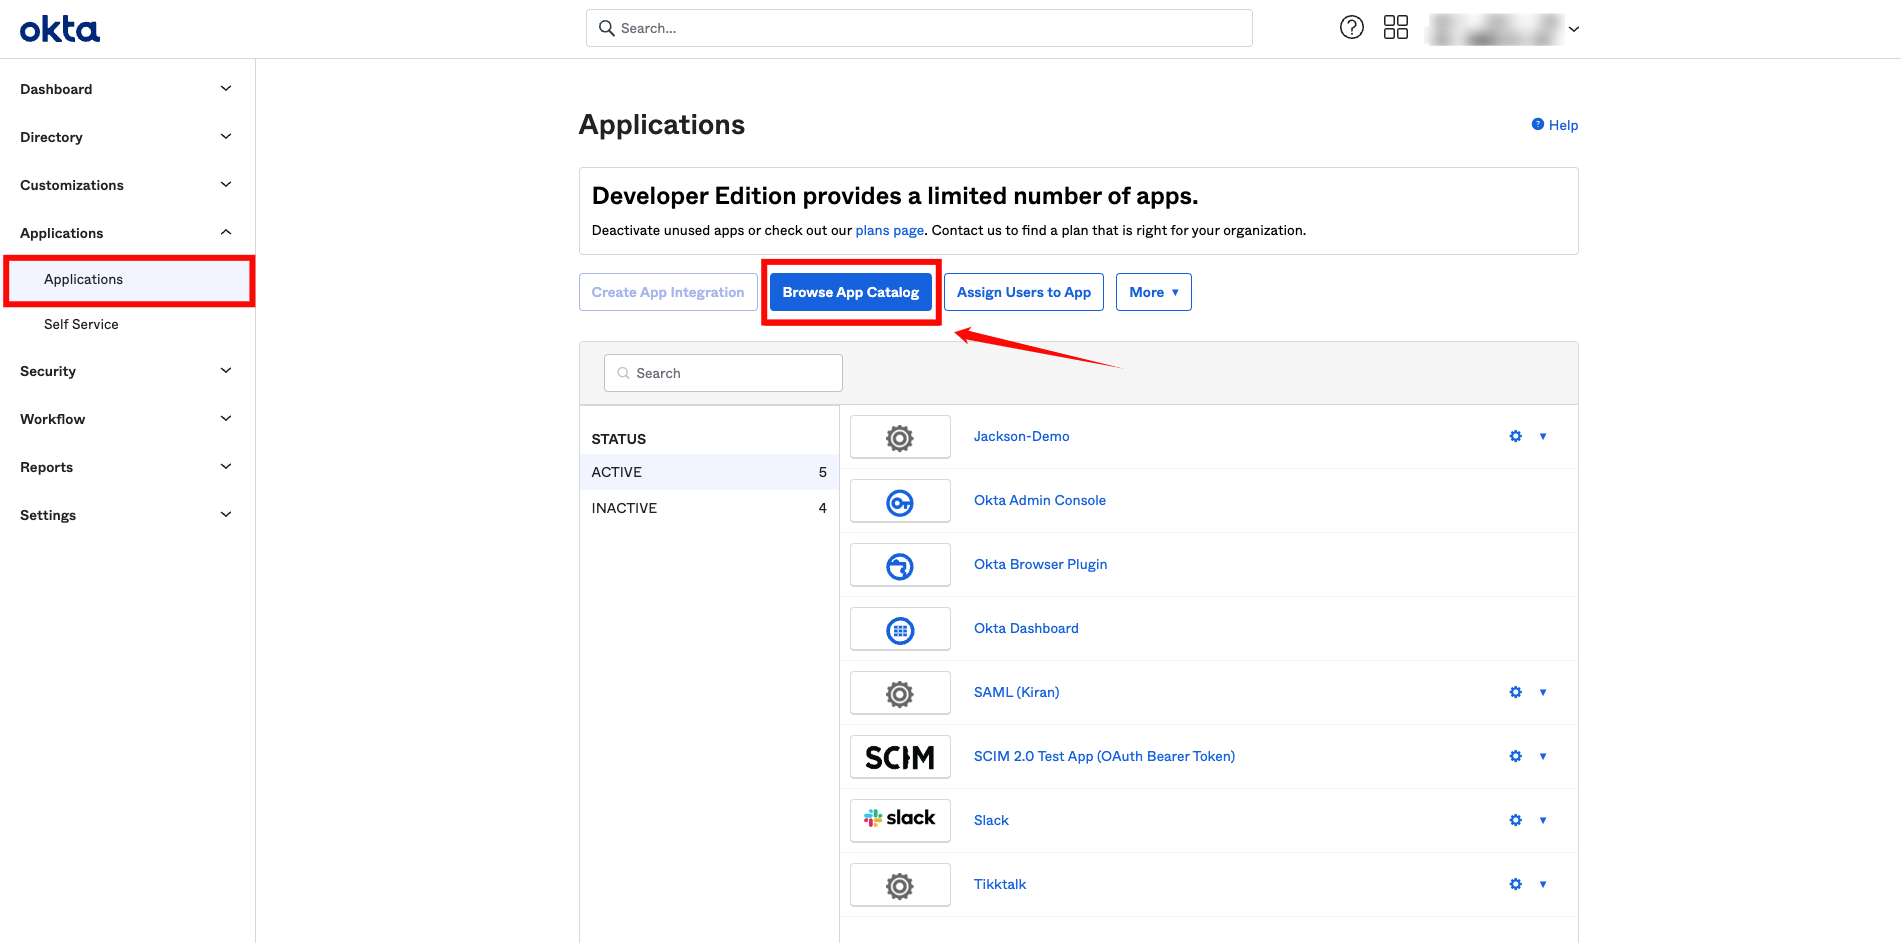 okta
Search...
Dashboard
Directory
Customizations
Applications
Applications
Self Service
Security
Workflow
Reports
Settings
Applications
Help
Developer Edition provides a limited number of apps.
Deactivate unused apps or check out our plans page. Contact us to find a plan that is right for your organization.
Create App Integration
Browse App Catalog
Assign Users to App
More
Search
STATUS
ACTIVE 5
INACTIVE 4
Jackson-Demo
Okta Admin Console
Okta Browser Plugin
Okta Dashboard
SAML (Kiran)
SCIM
SCIM 2.0 Test App (OAuth Bearer Token)
slack
Slack
Tikktalk